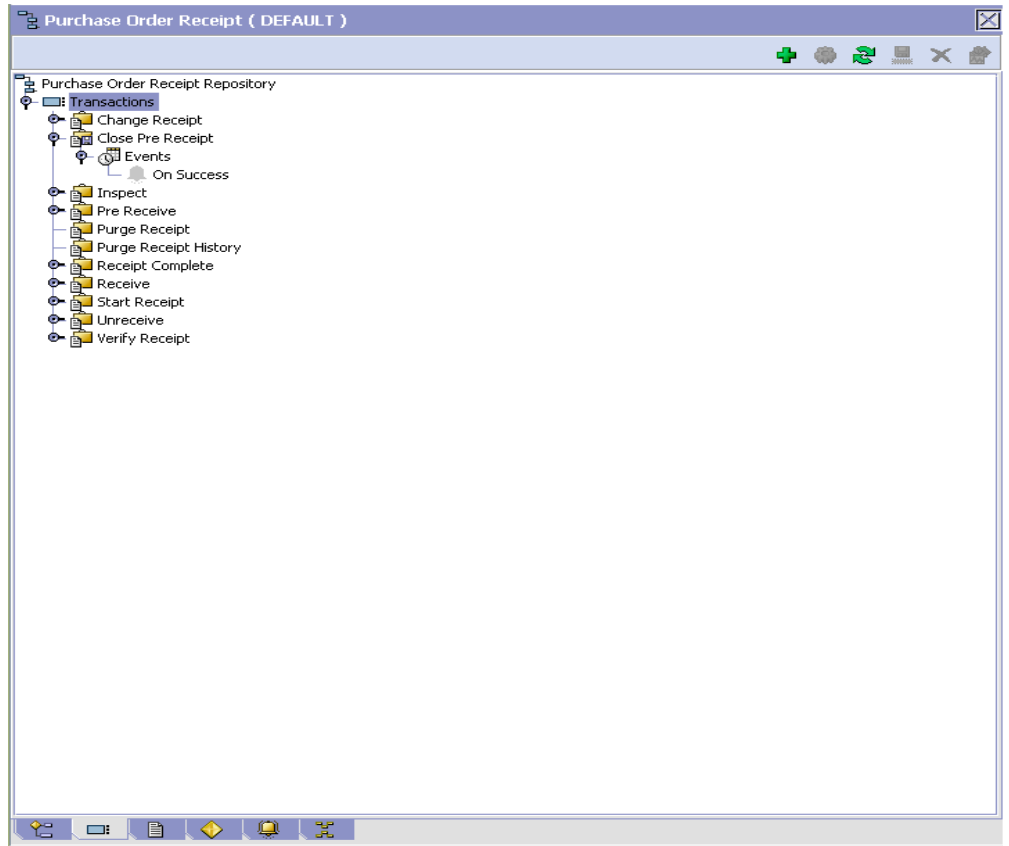 Purchase Order Receipt ( DEFAULT )
Purchase Order Receipt Repository
Transactions
Change Receipt
Close Pre Receipt
Events
On Success
Inspect
Pre Receive
Purge Receipt
Purge Receipt History
Receipt Complete
Receive
Start Receipt
Unreceive
Verify Receipt